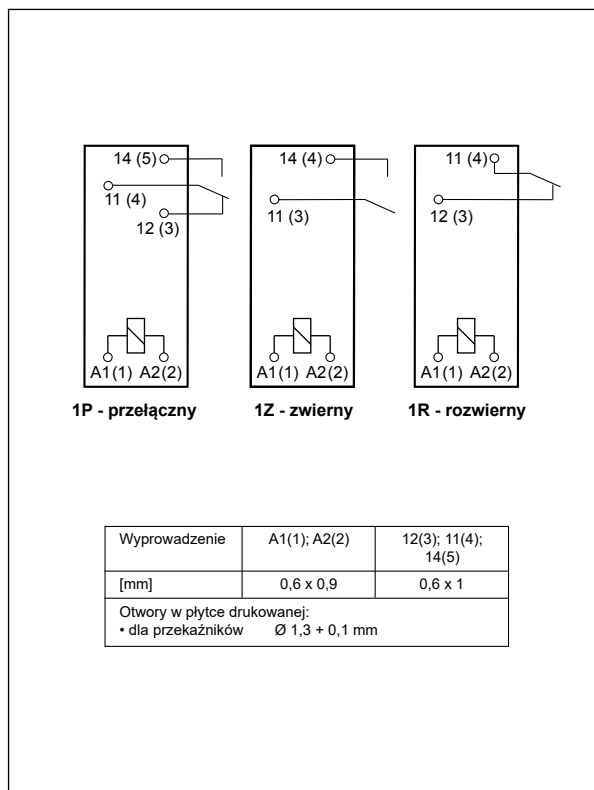 14 (5)
11 (4)
12 (3)
A1(1) A2(2)
1P - przełączny
14 (4)
11 (3)
A1(1) A2(2)
1Z - zwierny
11 (4)
12 (3)
A1(1) A2(2)
1R - rozwierny
Wyprowadzenie A1(1); A2(2) 12(3); 11(4);
14(5)
[mm] 0,6 x 0,9 0,6 x 1
Otwory w płytce drukowanej:
• dla przekaźników Ø 1,3 + 0,1 mm